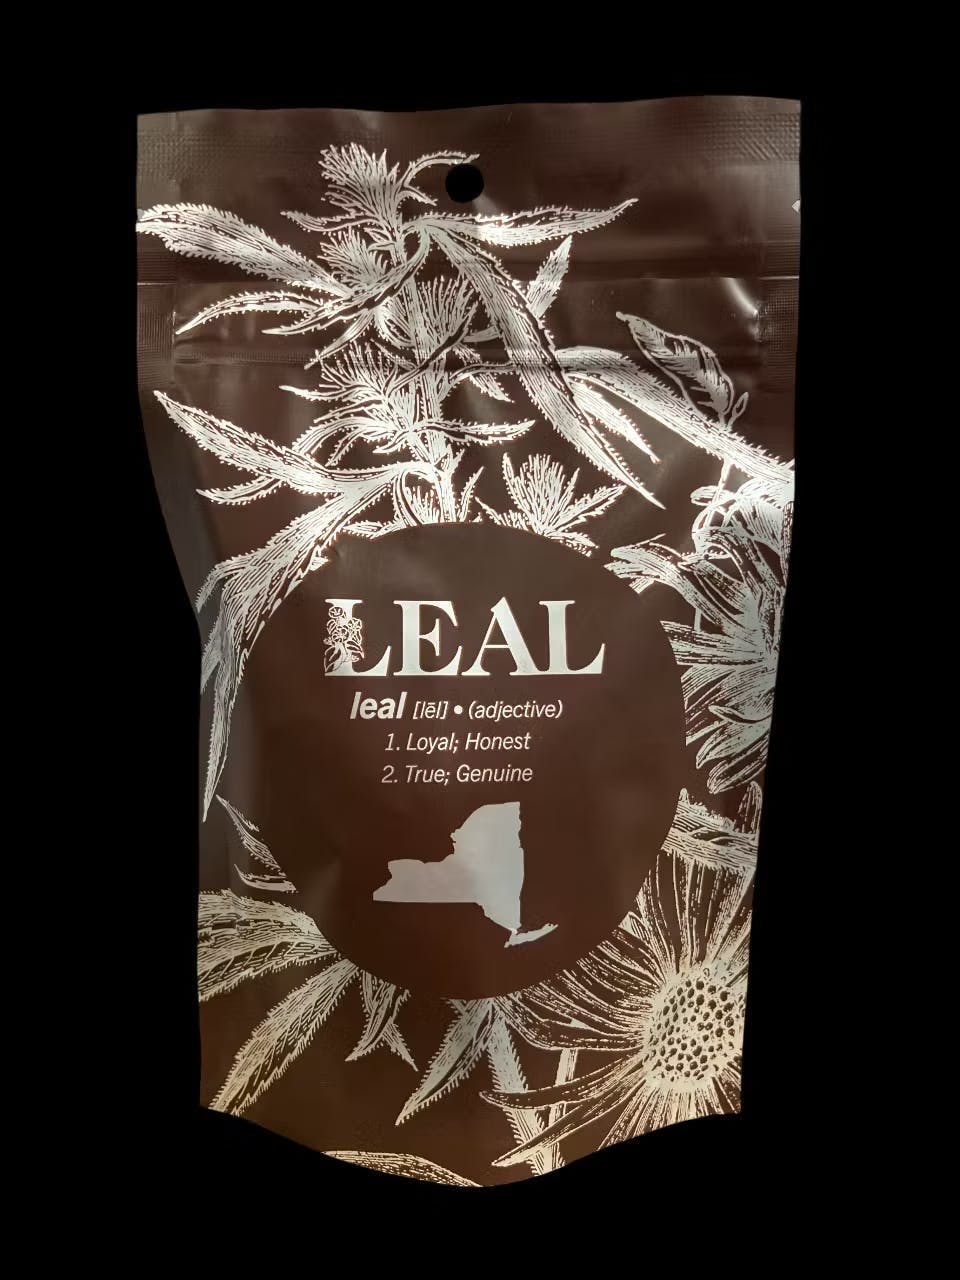 LEAL
leal [lēl] • (adjective)
1. Loyal; Honest
2. True; Genuine